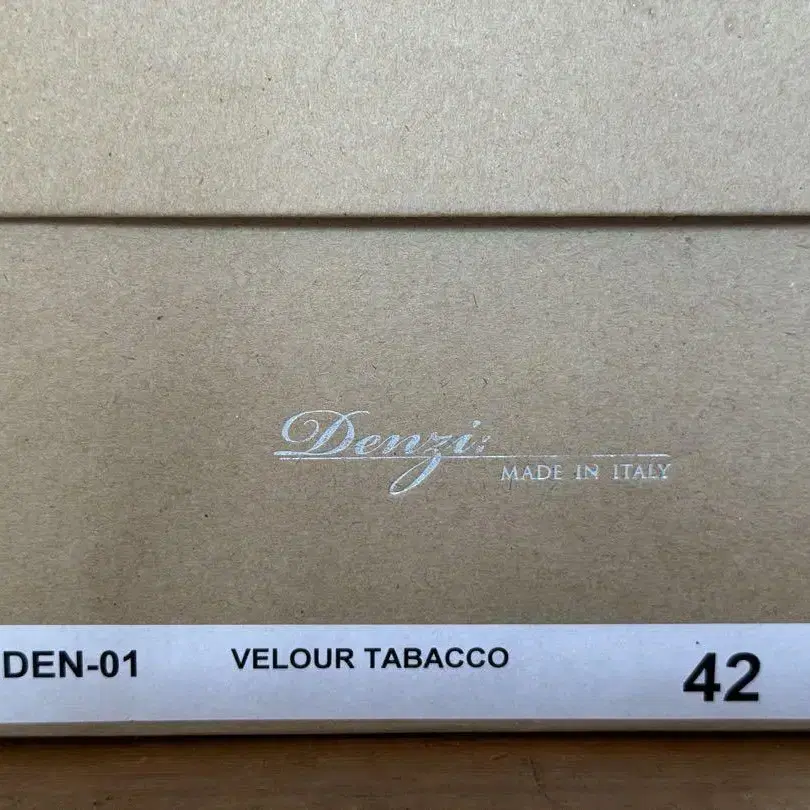 Denzi:
MADE IN ITALY
DEN-01 VELOUR TABACCO 42